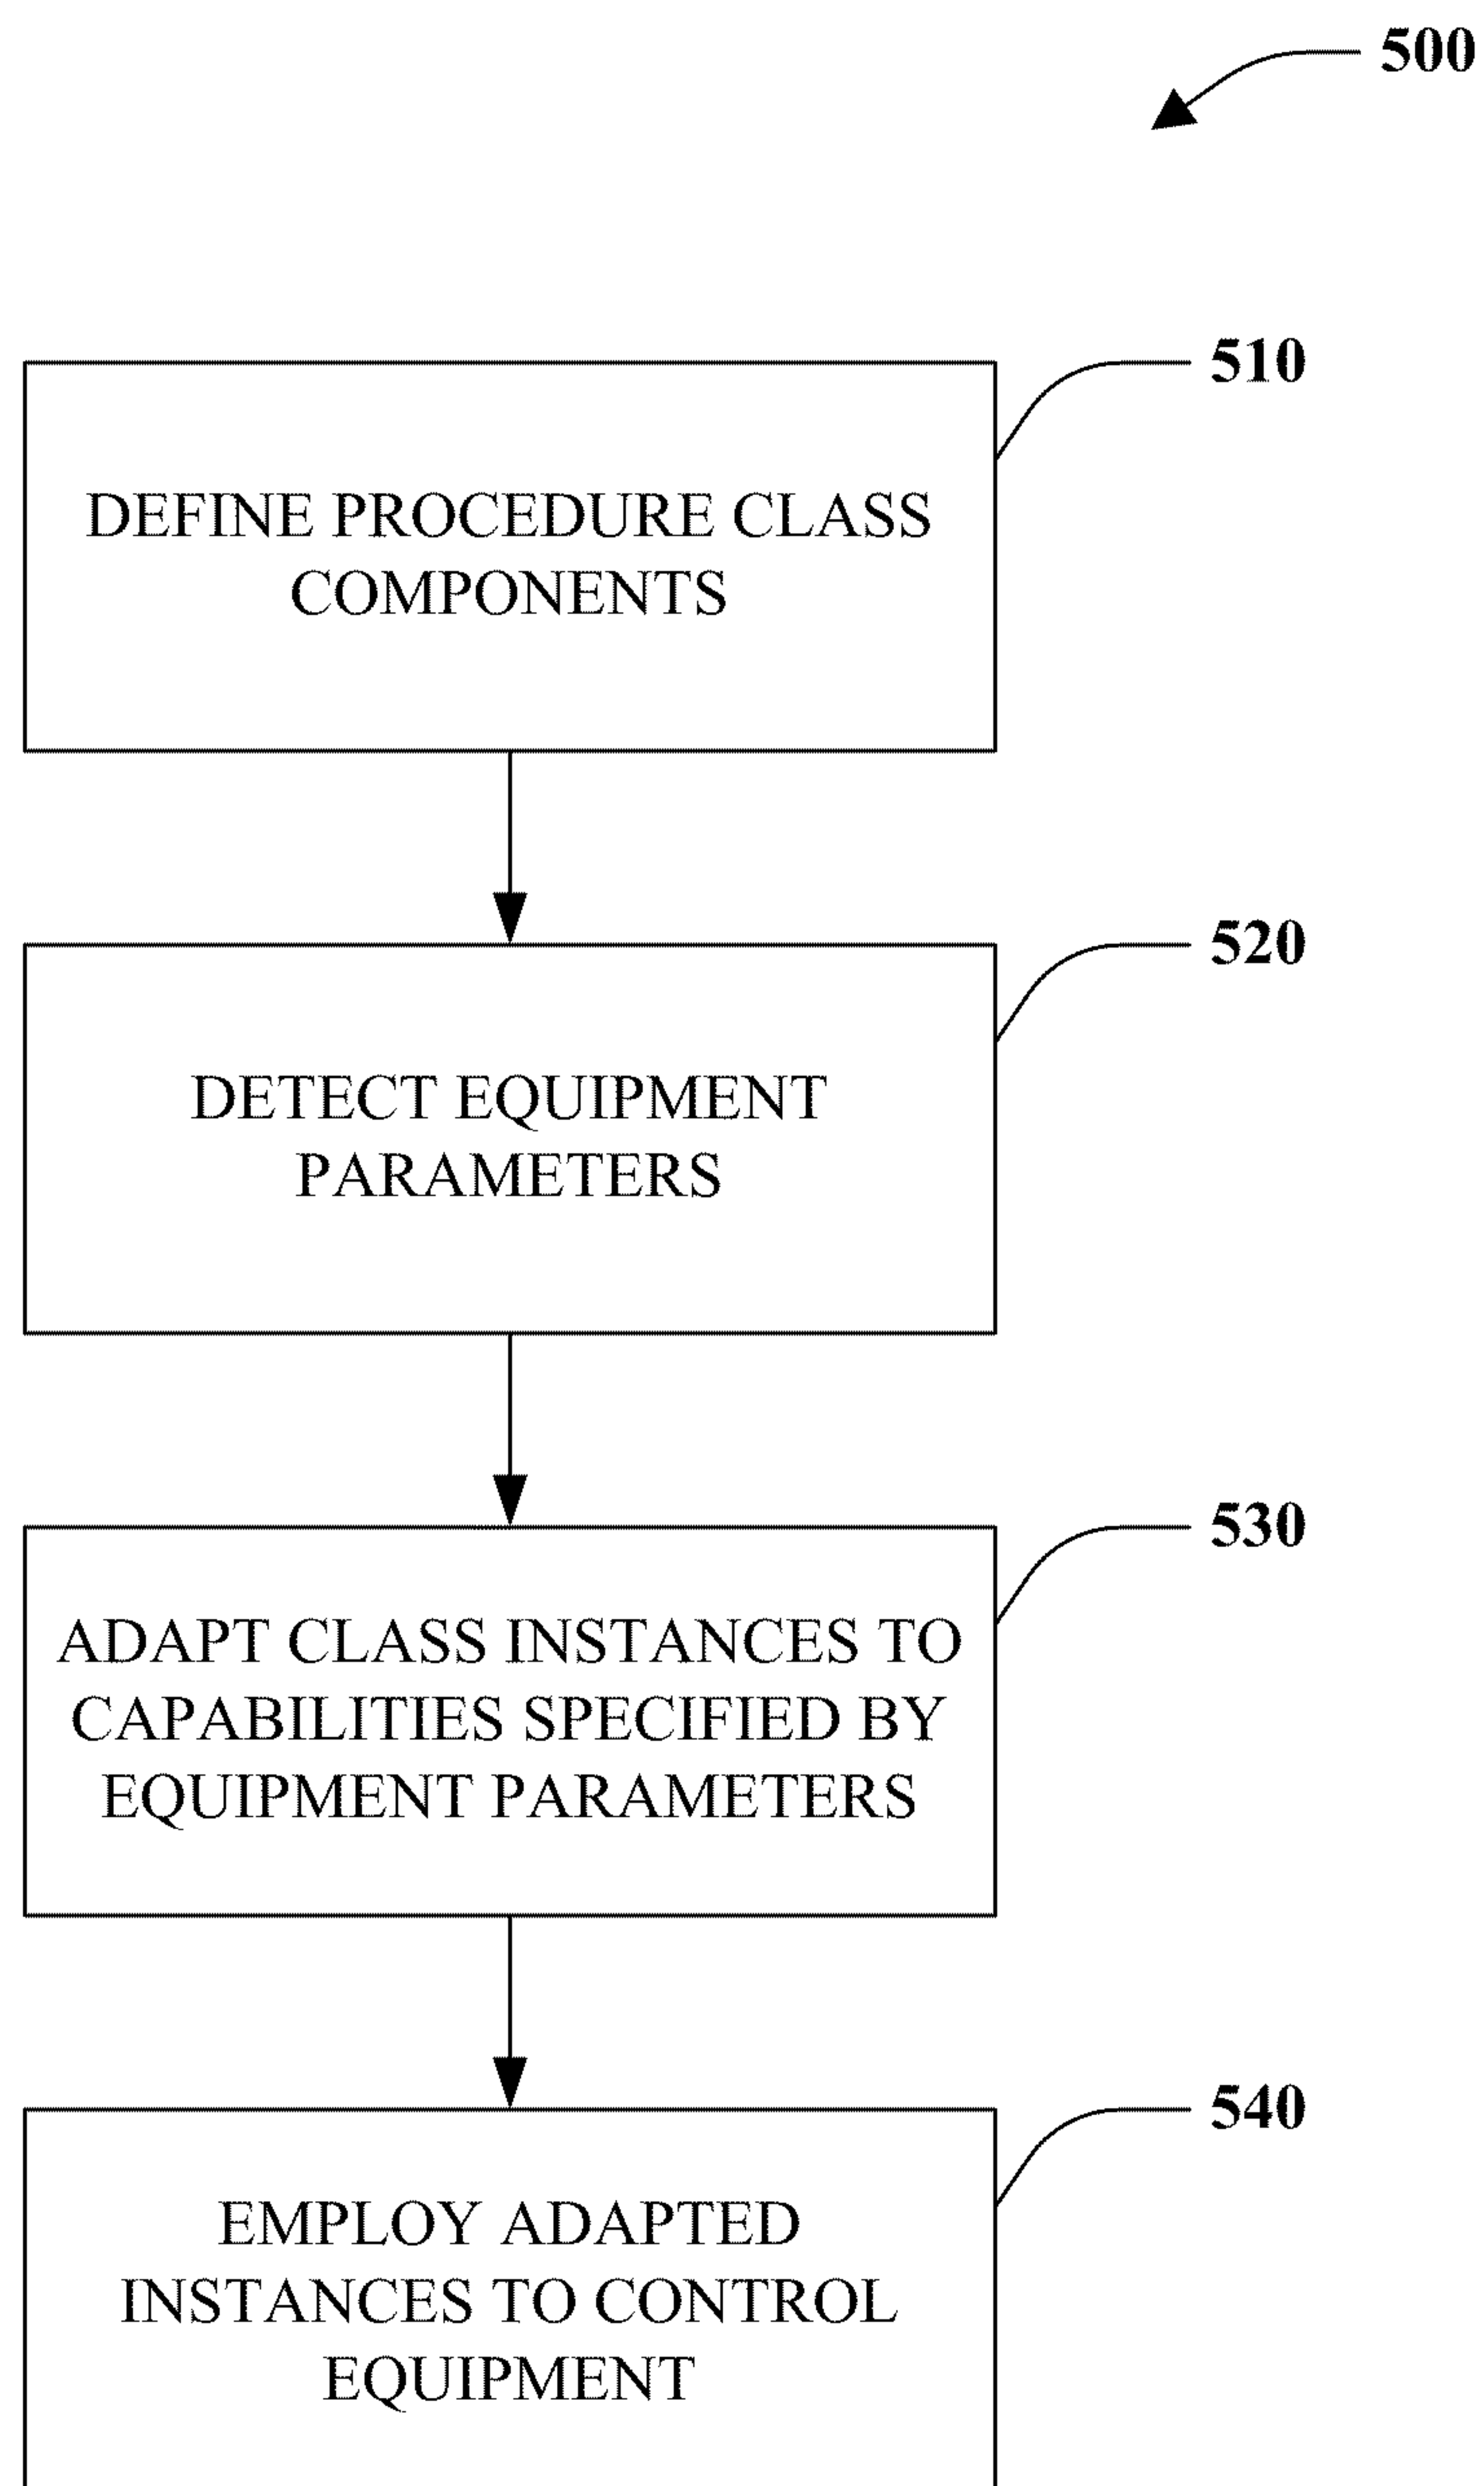 500
510
DEFINE PROCEDURE CLASS
COMPONENTS
520
DETECT EQUIPMENT
PARAMETERS
530
ADAPT CLASS INSTANCES TO
CAPABILITIES SPECIFIED BY
EQUIPMENT PARAMETERS
540
EMPLOY ADAPTED
INSTANCES TO CONTROL
EQUIPMENT